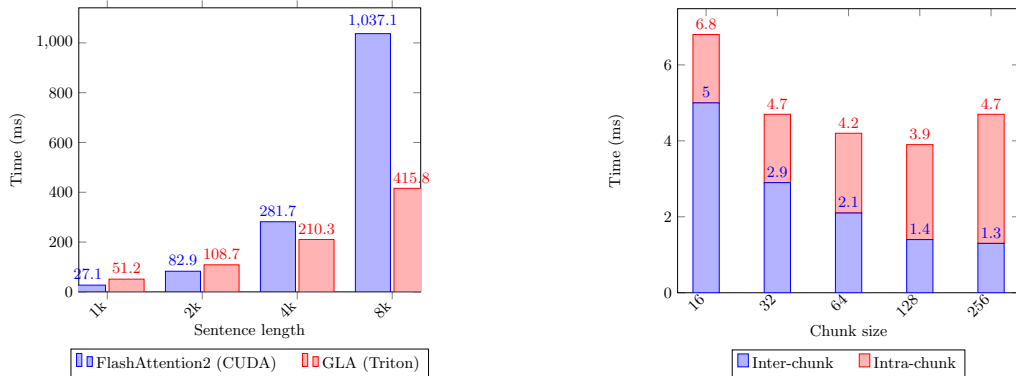 1,037.1
1,000
800
600
400
200
0
Time (ms)
27.1
51.2
82.9
108.7
281.7
210.3
415.8
1k
2k
4k
8k
Sentence length
FlashAttention2 (CUDA)
GLA (Triton)
6
4
2
0
Time (ms)
6.8
5
4.7
2.9
4.2
2.1
3.9
1.4
4.7
1.3
16
32
64
128
256
Chunk size
Inter-chunk
Intra-chunk